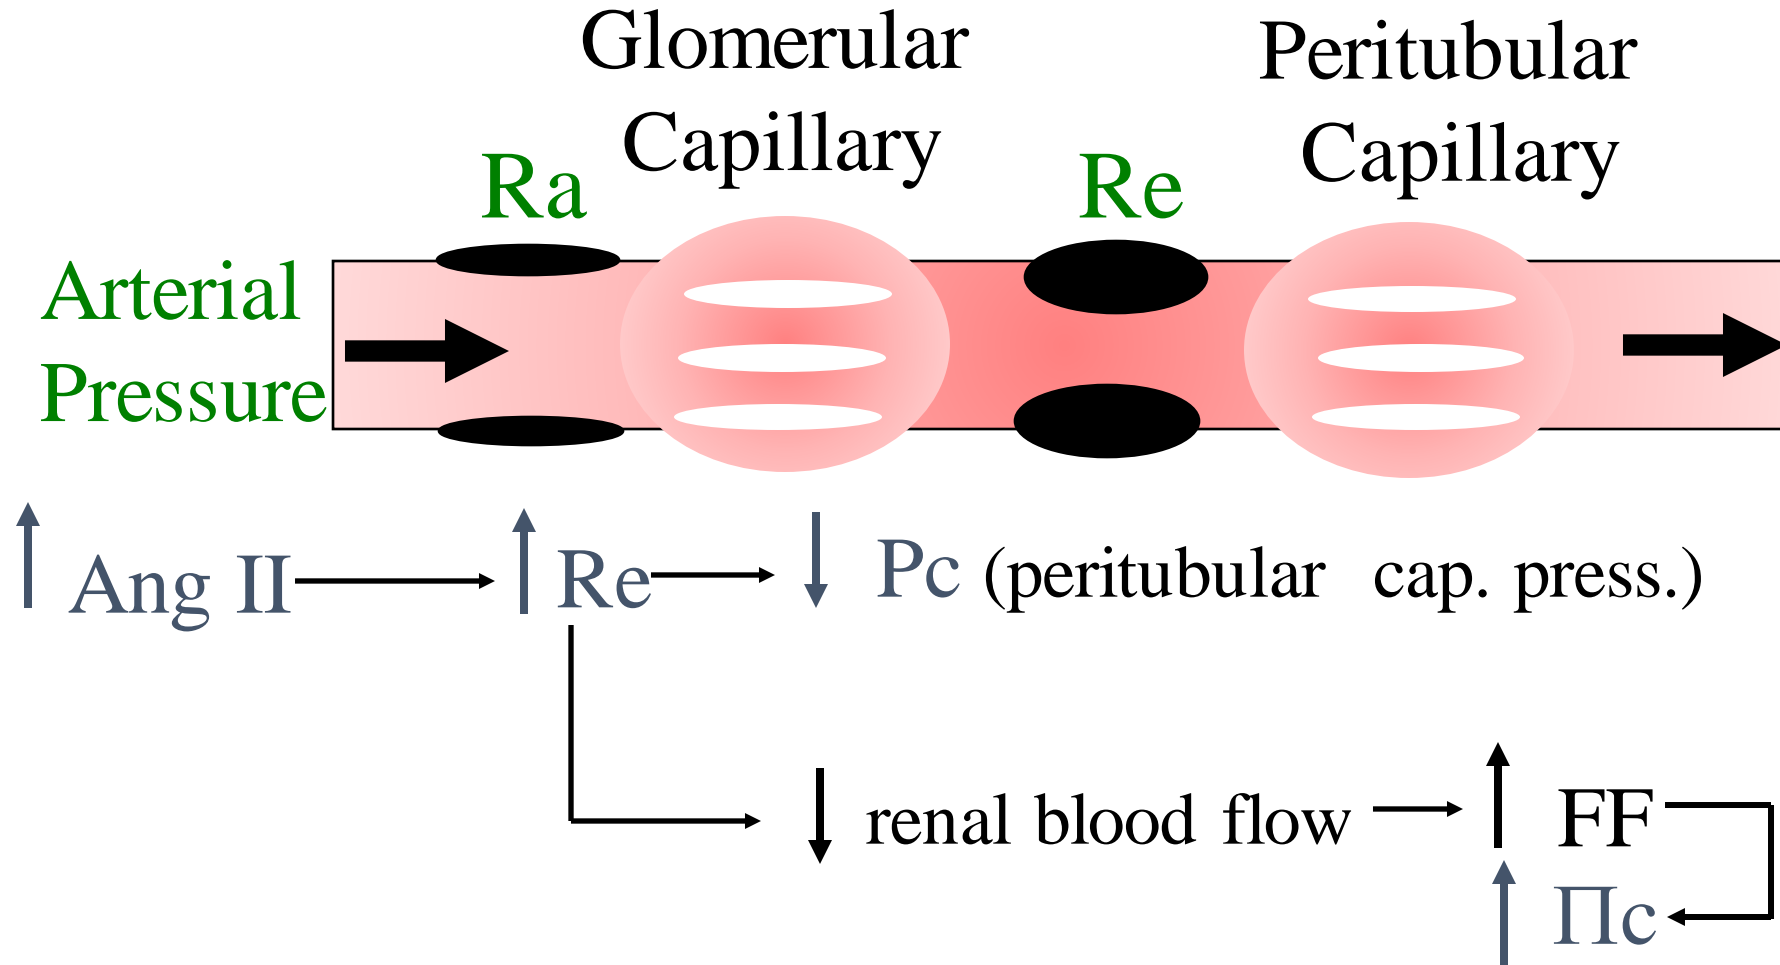 Glomerular
Capillary
Peritubular
Capillary
Ra
Re
Arterial
Pressure
Ang II
Re
Pc (peritubular cap. press.)
renal blood flow
FF
Πc